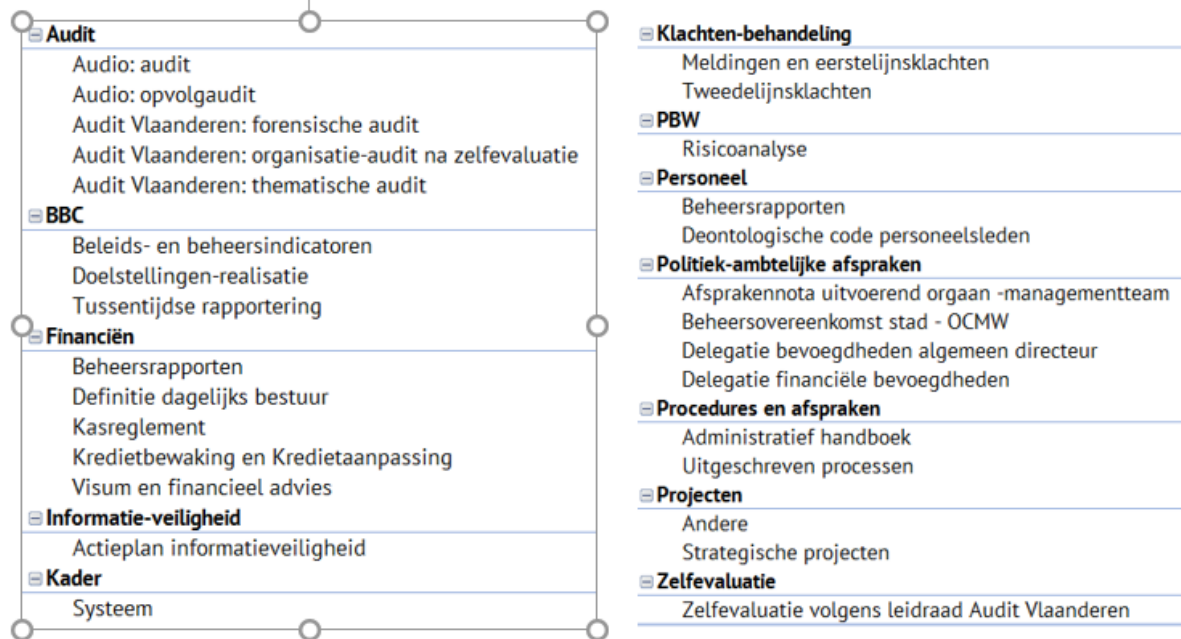 Audit
Audio: audit
Audio: opvolgaudit
Audit Vlaanderen: forensische audit
Audit Vlaanderen: organisatie-audit na zelfevaluatie
Audit Vlaanderen: thematische audit
BBC
Beleids- en beheersindicatoren
Doelstellingen-realisatie
Tussentijdse rapportering
Financiën
Beheersrapporten
Definitie dagelijks bestuur
Kasreglement
Kredietbewaking en Kredietaanpassing
Visum en financieel advies
Informatie-veiligheid
Actieplan informatieveiligheid
Kader
Systeem
Klachten-behandeling
Meldingen en eerstelijnsklachten
Tweedelijnsklachten
PBW
Risicoanalyse
Personeel
Beheersrapporten
Deontologische code personeelsleden
Politiek-ambtelijke afspraken
Afsprakennota uitvoerend orgaan -managementteam
Beheersovereenkomst stad - OCMW
Delegatie bevoegdheden algemeen directeur
Delegatie financiële bevoegdheden
Procedures en afspraken
Administratief handboek
Uitgeschreven processen
Projecten
Andere
Strategische projecten
Zelfevaluatie
Zelfevaluatie volgens leidraad Audit Vlaanderen